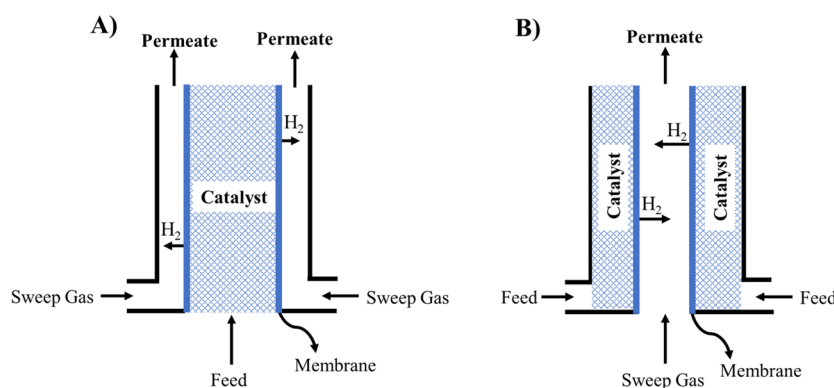 A)
Permeate
Permeate
H2
Catalyst
H2
Sweep Gas
Sweep Gas
Feed
Membrane
B)
Permeate
H2
Catalyst
Catalyst
H2
Feed
Feed
Sweep Gas
Membrane